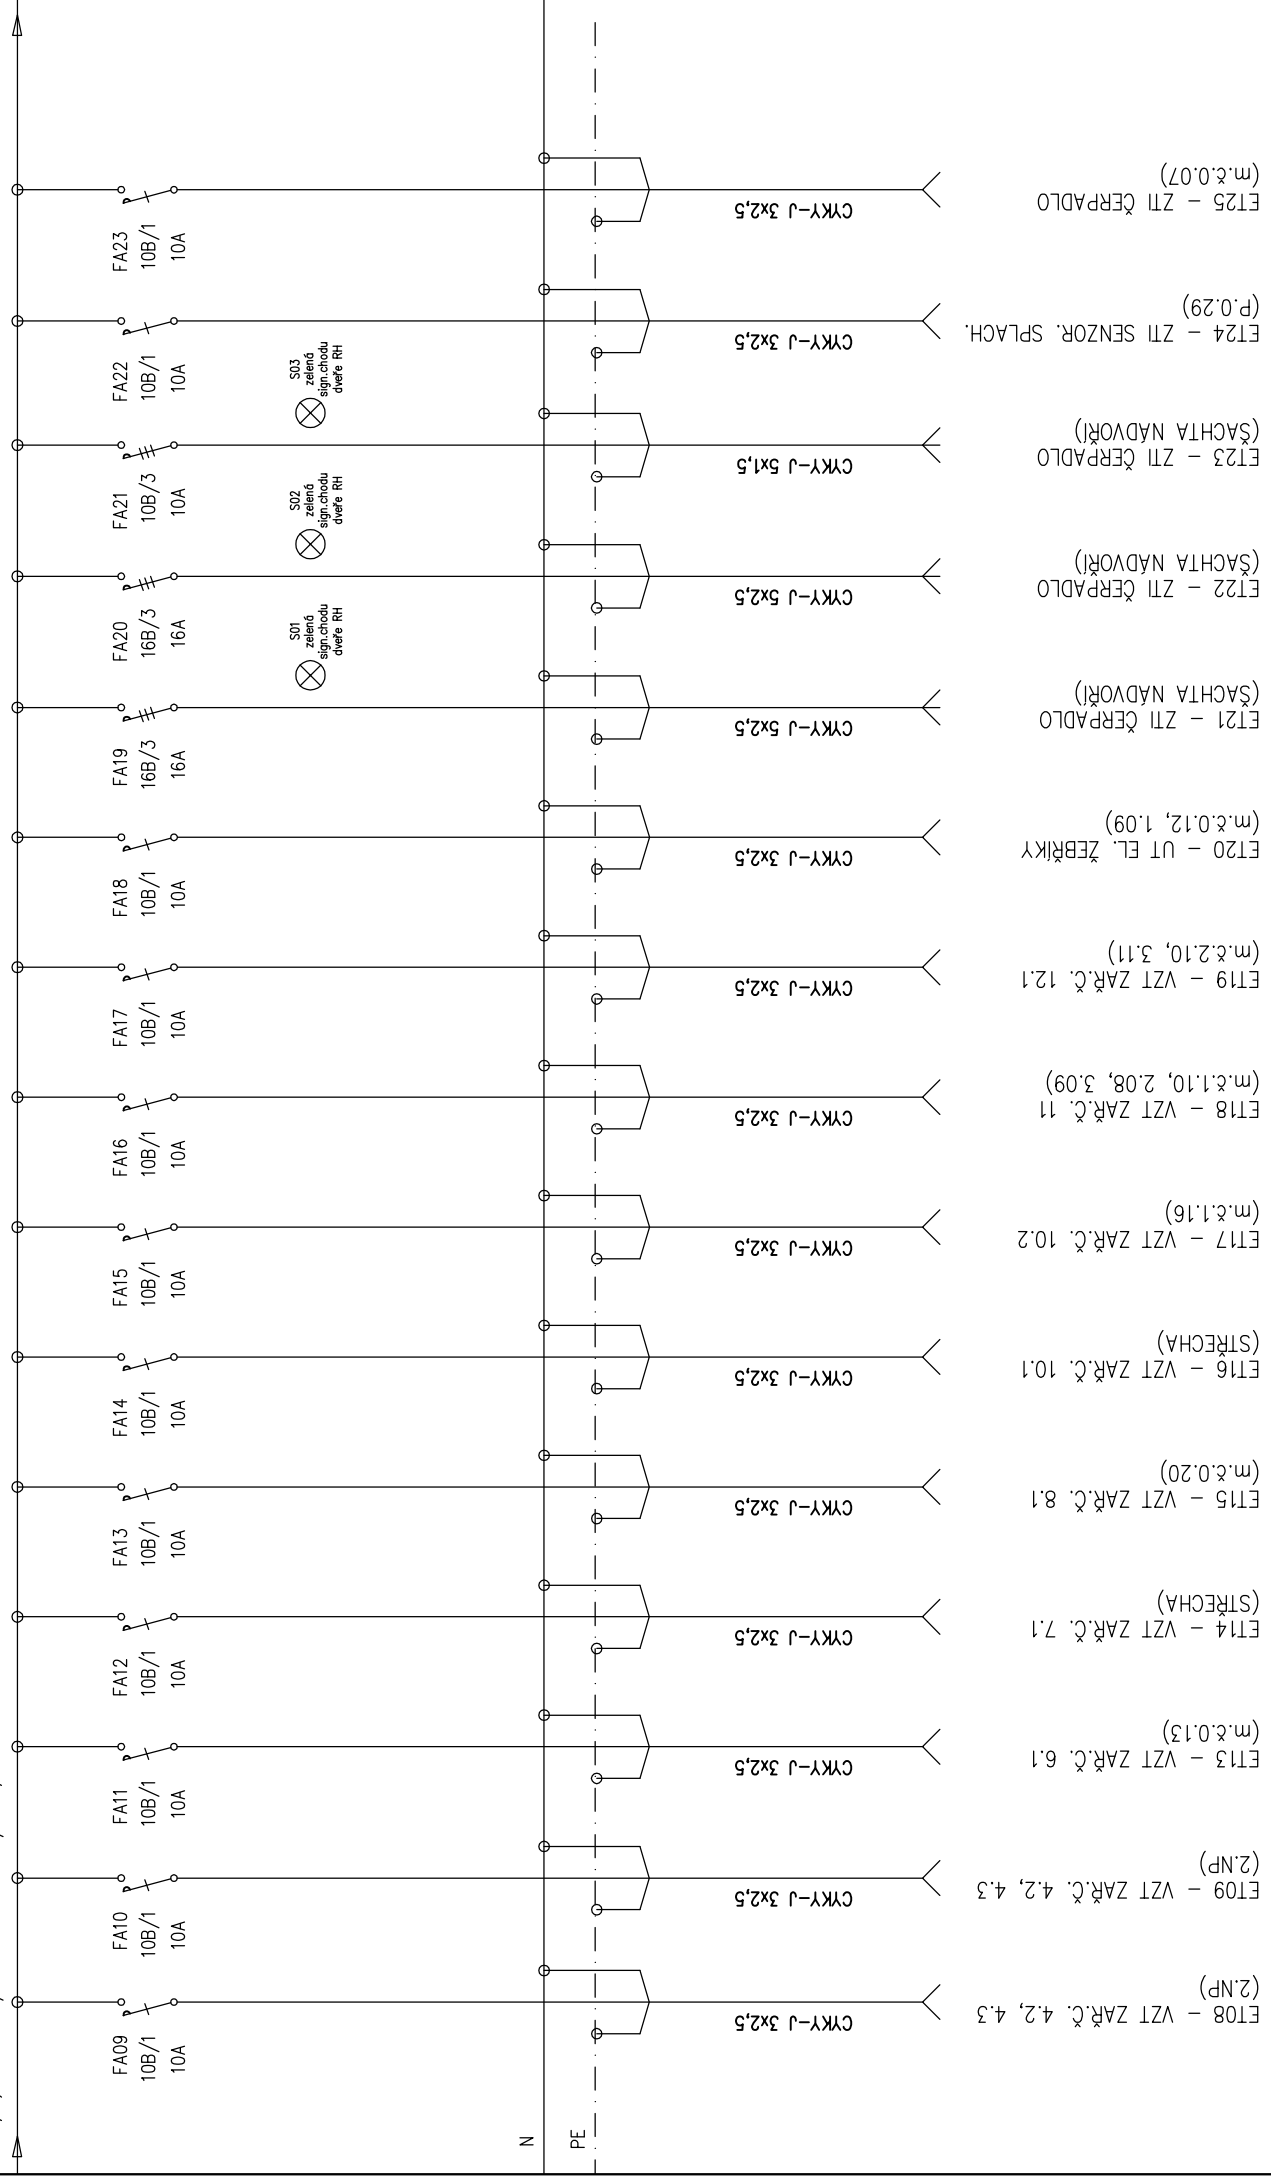 FA23
10B/1
10A
CYKY-J 3x2,5
ET25 – ZTI ČERPADLO
(m.č.0.07)
FA22
10B/1
10A
CYKY-J 3x2,5
ET24 – ZTI SENZOR. SPLACH.
(P.0.29)
S03
zelená
sign.chodu
dveře RH
FA21
10B/3
10A
CYKY-J 5x1,5
ET23 – ZTI ČERPADLO
(ŠACHTA NÁDVOŘÍ)
S02
zelená
sign.chodu
dveře RH
FA20
16B/3
16A
CYKY-J 5x2,5
ET22 – ZTI ČERPADLO
(ŠACHTA NÁDVOŘÍ)
S01
zelená
sign.chodu
dveře RH
FA19
16B/3
16A
CYKY-J 5x2,5
ET21 – ZTI ČERPADLO
(ŠACHTA NÁDVOŘÍ)
FA18
10B/1
10A
CYKY-J 3x2,5
ET20 – UT EL. ŽEBŘÍKY
(m.č.0.12, 1.09)
FA17
10B/1
10A
CYKY-J 3x2,5
ET19 – VZT ZAŘ.Č. 12.1
(m.č.2.10, 3.11)
FA16
10B/1
10A
CYKY-J 3x2,5
ET18 – VZT ZAŘ.Č. 11
(m.č.1.10, 2.08, 3.09)
FA15
10B/1
10A
CYKY-J 3x2,5
ET17 – VZT ZAŘ.Č. 10.2
(m.č.1.16)
FA14
10B/1
10A
CYKY-J 3x2,5
ET16 – VZT ZAŘ.Č. 10.1
(STŘECHA)
FA13
10B/1
10A
CYKY-J 3x2,5
ET15 – VZT ZAŘ.Č. 8.1
(m.č.0.20)
FA12
10B/1
10A
CYKY-J 3x2,5
ET14 – VZT ZAŘ.Č. 7.1
(STŘECHA)
FA11
10B/1
10A
CYKY-J 3x2,5
ET13 – VZT ZAŘ.Č. 6.1
(m.č.0.13)
FA10
10B/1
10A
CYKY-J 3x2,5
ET09 – VZT ZAŘ.Č. 4.2, 4.3
(2.NP)
FA09
10B/1
10A
CYKY-J 3x2,5
ET08 – VZT ZAŘ.Č. 4.2, 4.3
(2.NP)
N
PE